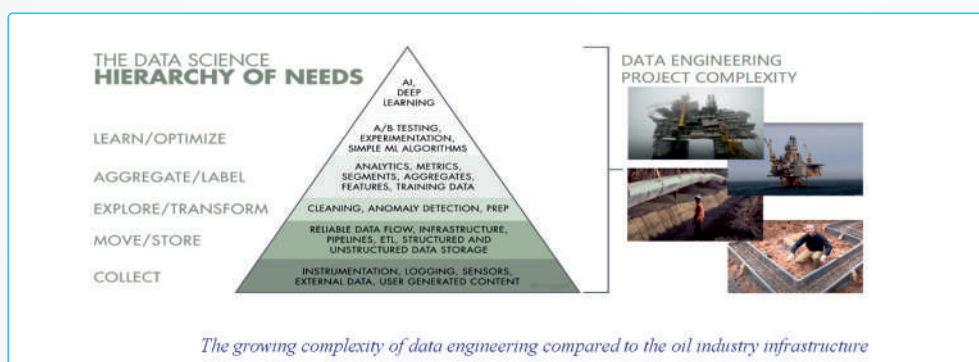 THE DATA SCIENCE
HIERARCHY OF NEEDS
DATA ENGINEERING
PROJECT COMPLEXITY
AI,
DEEP
LEARNING
LEARN/OPTIMIZE
A/B TESTING,
EXPERIMENTATION,
SIMPLE ML ALGORITHMS
AGGREGATE/LABEL
ANALYTICS, METRICS,
SEGMENTS, AGGREGATES,
FEATURES, TRAINING DATA
EXPLORE/TRANSFORM
CLEANING, ANOMALY DETECTION, PREP
MOVE/STORE
RELIABLE DATA FLOW, INFRASTRUCTURE,
PIPELINES, ETL, STRUCTURED AND
UNSTRUCTURED DATA STORAGE
COLLECT
INSTRUMENTATION, LOGGING, SENSORS,
EXTERNAL DATA, USER GENERATED CONTENT
The growing complexity of data engineering compared to the oil industry infrastructure